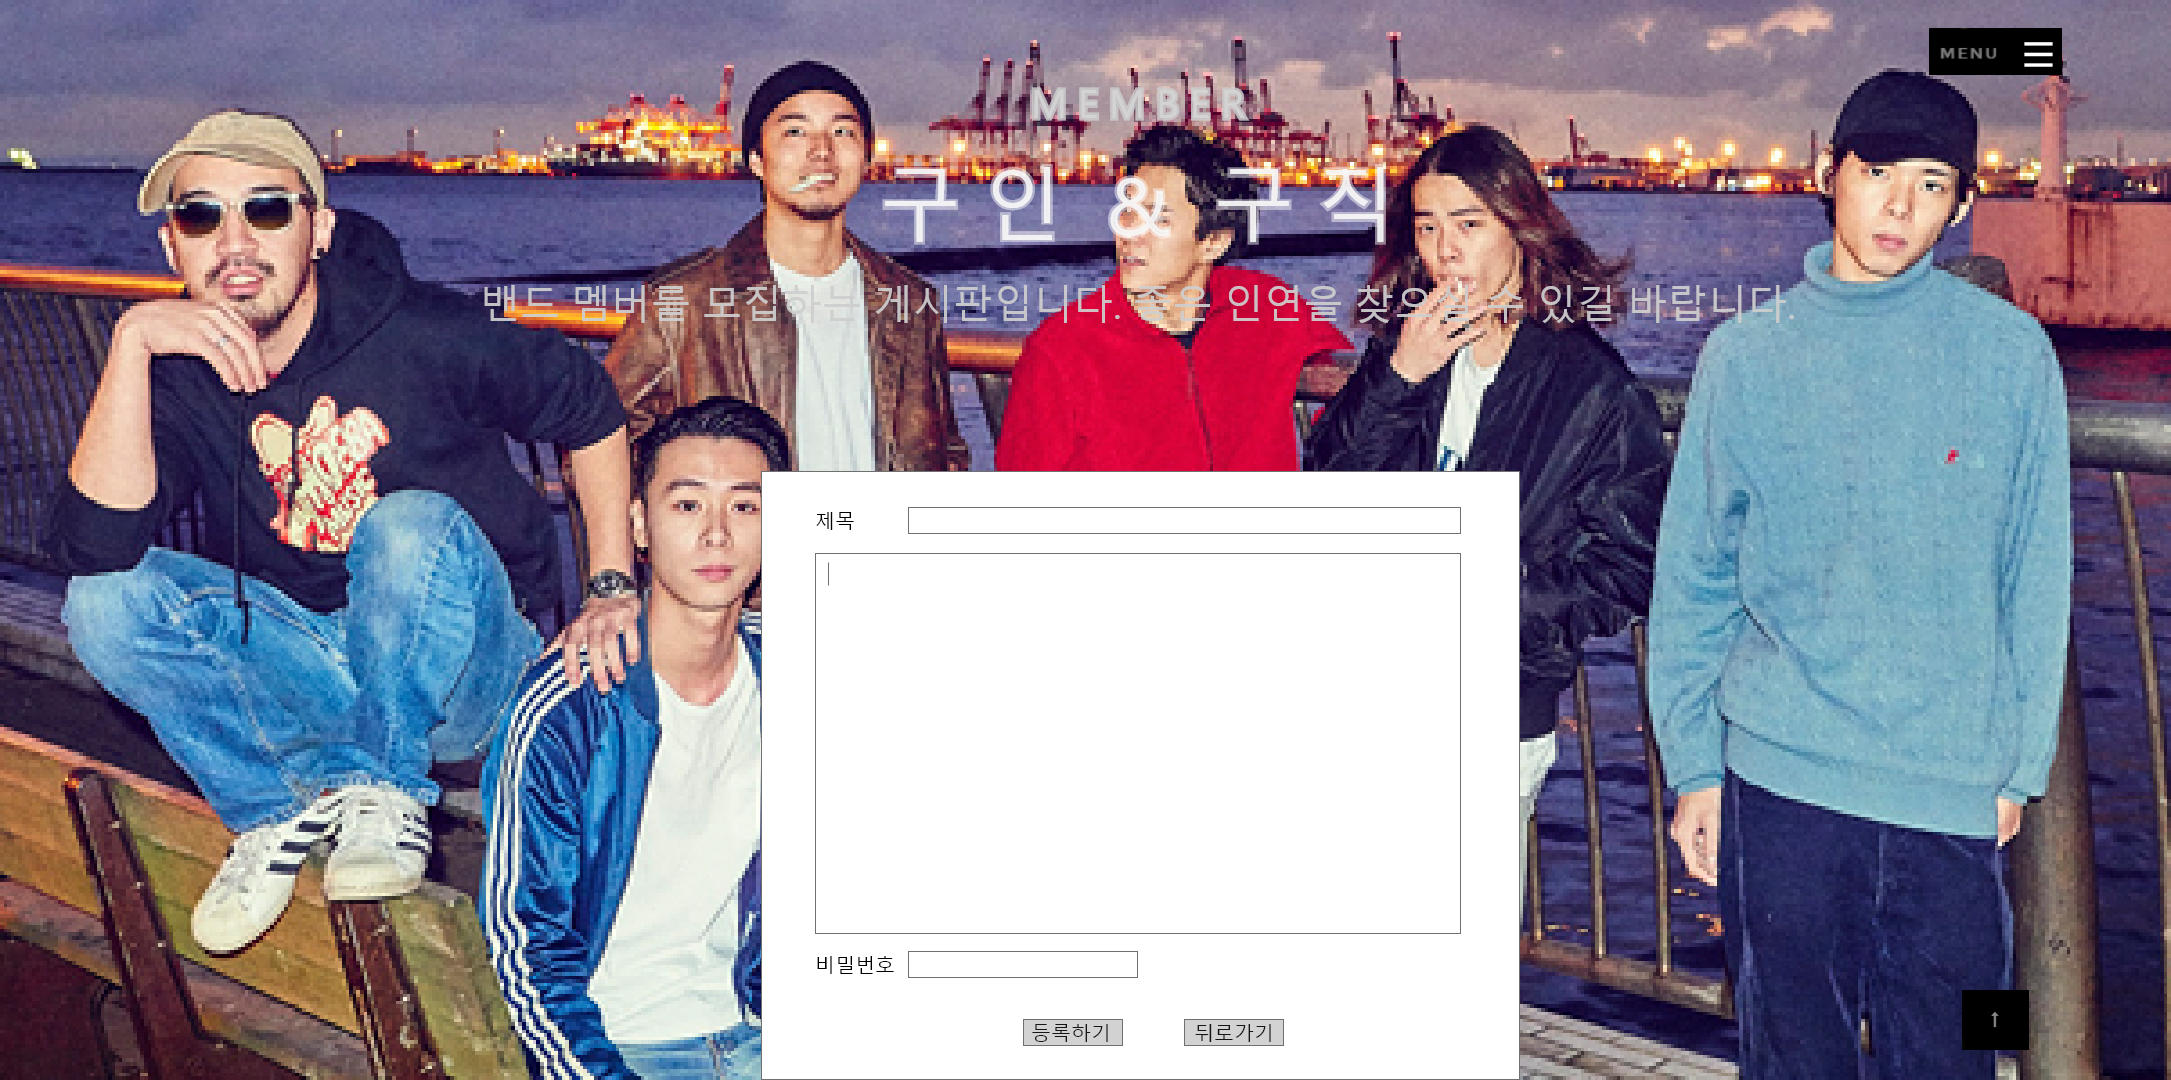 MENU
MEMBER
구인 & 구직
밴드 멤버를 모집하는 게시판입니다. 좋은 인연을 찾으실 수 있길 바랍니다.
제목
비밀번호
등록하기 뒤로가기
↑